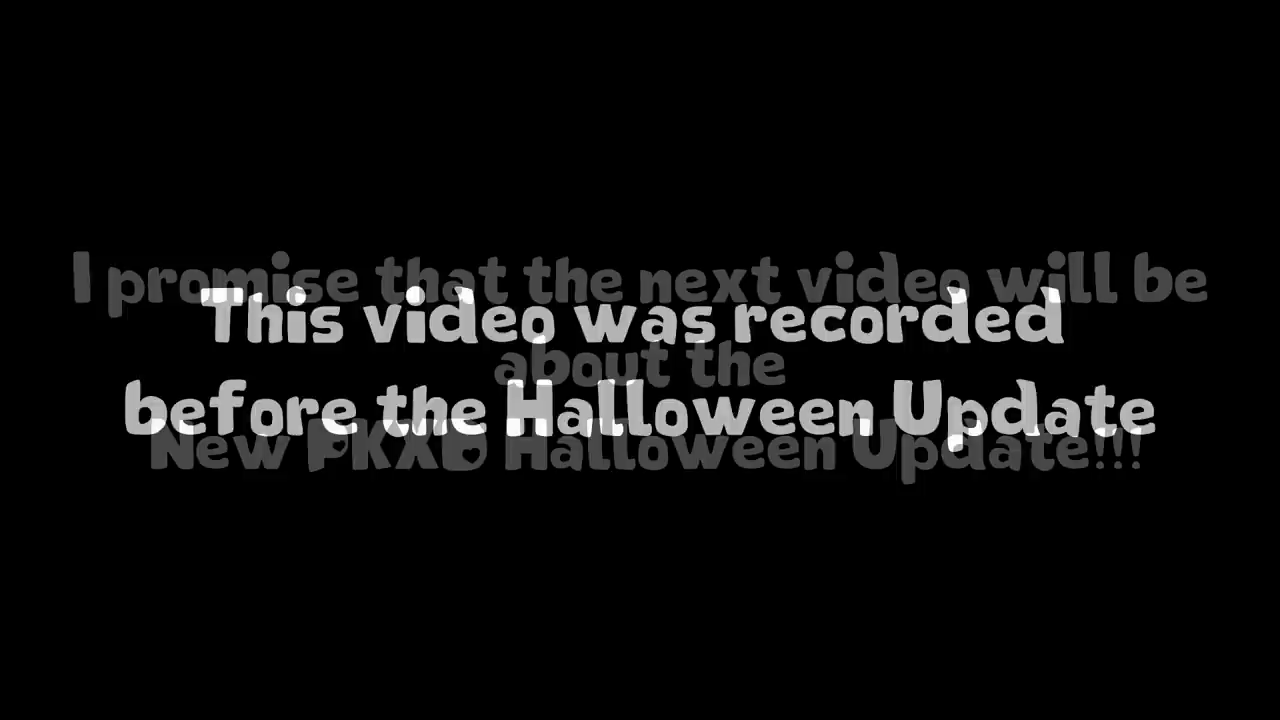 This video was recorded
before the Halloween Update
I promise that the next video will be
about the
New PKXD Halloween Update!!!